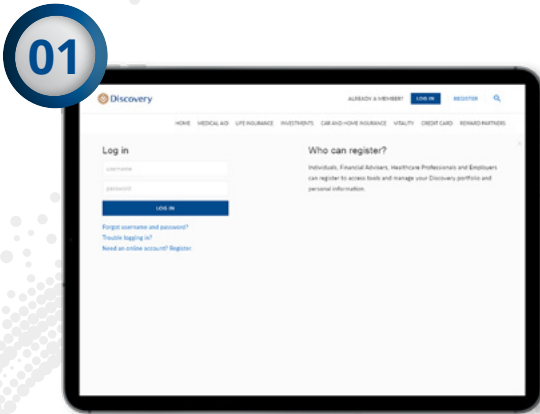 01
Discovery
ALREADY A MEMBER? LOG IN REGISTER
HOME MEDICAL AID LIFE INSURANCE INVESTMENTS CAR AND HOME INSURANCE VITALITY CREDIT CARD REWARD PARTNERS
Log in
username
password
LOG IN
Forgot username and password?
Trouble logging in?
Need an online account? Register.
Who can register?
Individuals, Financial Advisers, Healthcare Professionals and Employers
can register to access tools and manage your Discovery portfolio and
personal information.